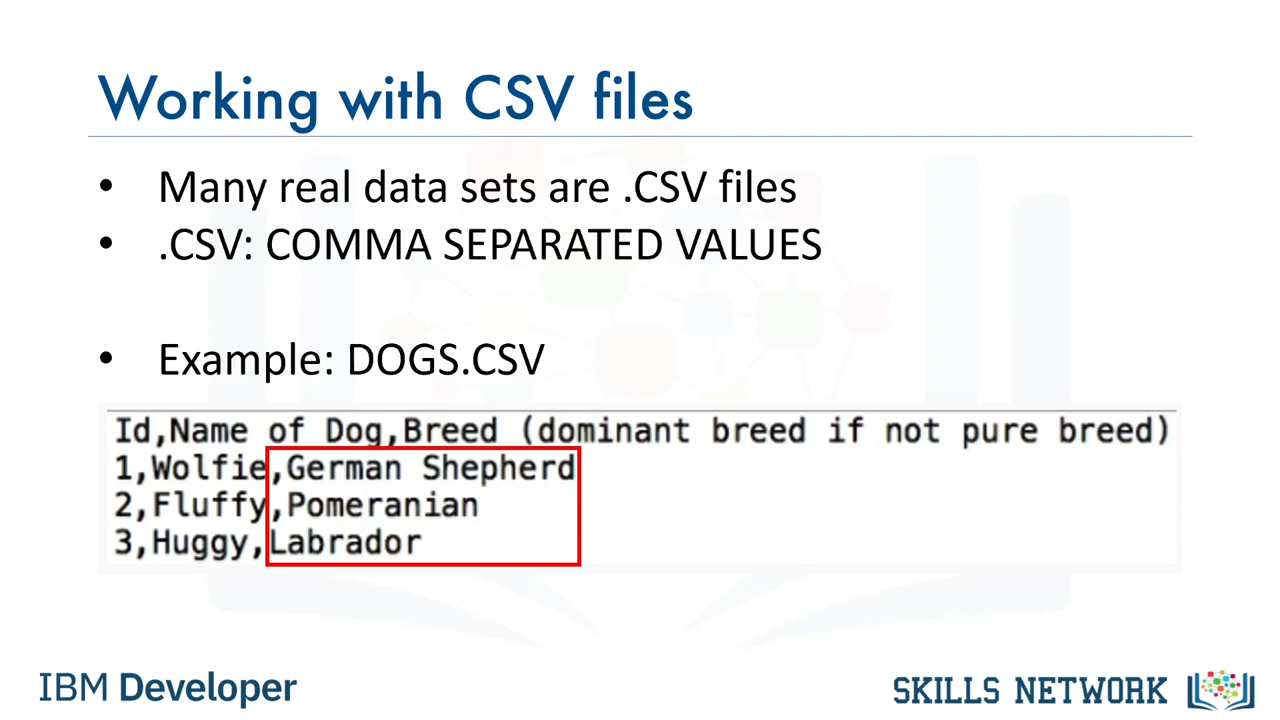 Working with CSV files
• Many real data sets are .CSV files
• .CSV: COMMA SEPARATED VALUES
• Example: DOGS.CSV
Id,Name of Dog,Breed (dominant breed if not pure breed)
1,Wolfie,German Shepherd
2,Fluffy,Pomeranian
3,Huggy,Labrador
IBM Developer
SKILLS NETWORK